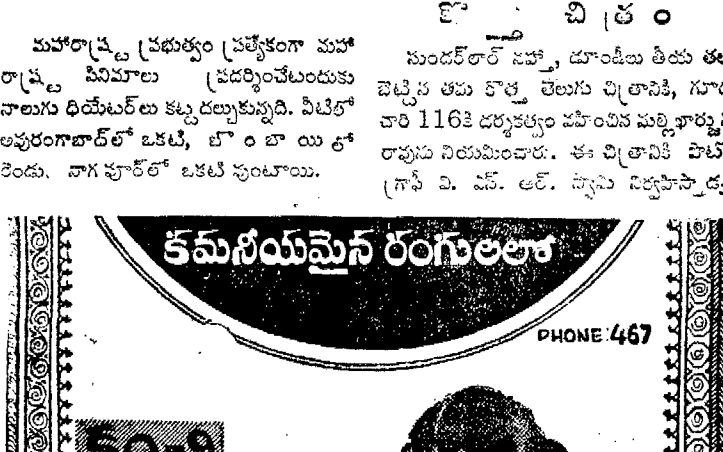 మహారాష్ట్ర ప్రభుత్వం ప్రత్యేకంగా మహా
రాష్ట్ర సినిమాలు ప్రదర్శించేటందుకు
నాలుగు థియేటర్‌లు కట్టదల్చుకున్నది. వీటిలో
అవురంగాబాద్‌లో ఒకటి, బొంబాయిలో
రెండు, నాగపూర్‌లో ఒకటి వుంటాయి.
కొత్త చిత్రం
సుందర్‌లాల్ నహ్తా, డూండీలు తీయ తల
బెట్టిన తమ కొత్త తెలుగు చిత్రానికి, గూఢ
చారి 116కి దర్శకత్వం వహించిన మల్లిఖార్జున
రావును నియమించారు. ఈ చిత్రానికి ఫొటో
గ్రాఫీ వి. ఎస్. ఆర్. స్వామి
కమనీయమైన రంగులలో
PHONE:467